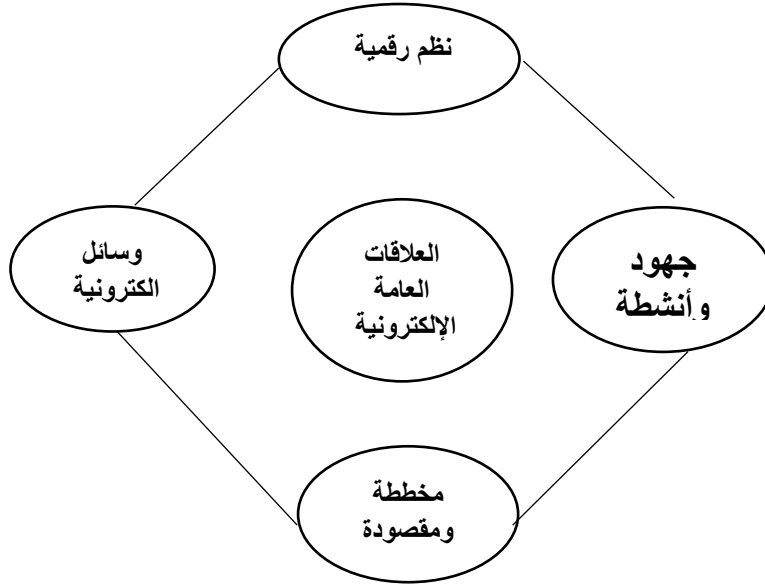 نظم رقمية
جهود
وأنشطة
العلاقات
العامة
الإلكترونية
وسائل
الكترونية
مخططة
ومقصودة